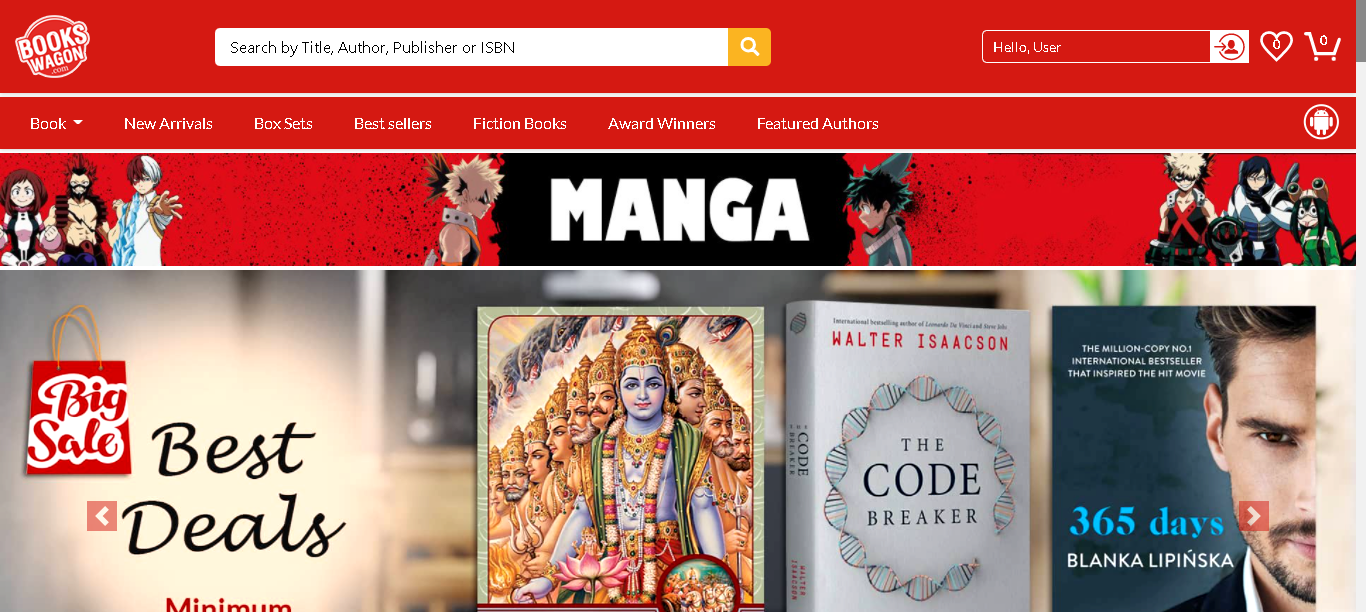 BOOKS
WAGON
.com
Search by Title, Author, Publisher or ISBN
Hello, User
0
0
Book
New Arrivals
Box Sets
Best sellers
Fiction Books
Award Winners
Featured Authors
MANGA
Big
Sale
Best
Deals
Minimum
International bestselling author of Leonardo Da Vinci and Steve Jobs
WALTER ISAACSON
THE
CODE
BREAKER
THE CODE BREAKER
WALTER ISAACSON
THE MILLION-COPY NO.1
INTERNATIONAL BESTSELLER
THAT INSPIRED THE HIT MOVIE
365 days
BLANKA LIPIŃSKA